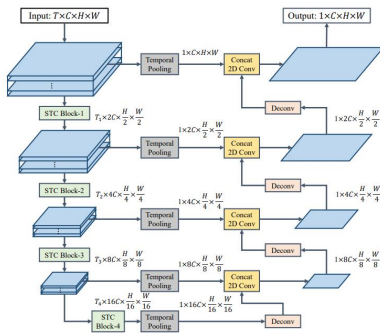 Input: T×C×H×W
Output: 1×C×H×W
Temporal
Pooling
1×C×H×W
Concat
2D Conv
STC Block-1
T₁×2C×H/2×W/2
Deconv
1×2C×H/2×W/2
Temporal
Pooling
1×2C×H/2×W/2
Concat
2D Conv
STC Block-2
T₂×4C×H/4×W/4
Deconv
1×4C×H/4×W/4
Temporal
Pooling
1×4C×H/4×W/4
Concat
2D Conv
STC Block-3
T₃×8C×H/8×W/8
Deconv
1×8C×H/8×W/8
Temporal
Pooling
1×8C×H/8×W/8
Concat
2D Conv
STC
Block-4
T₄×16C×H/16×W/16
Temporal
Pooling
1×16C×H/16×W/16
Deconv